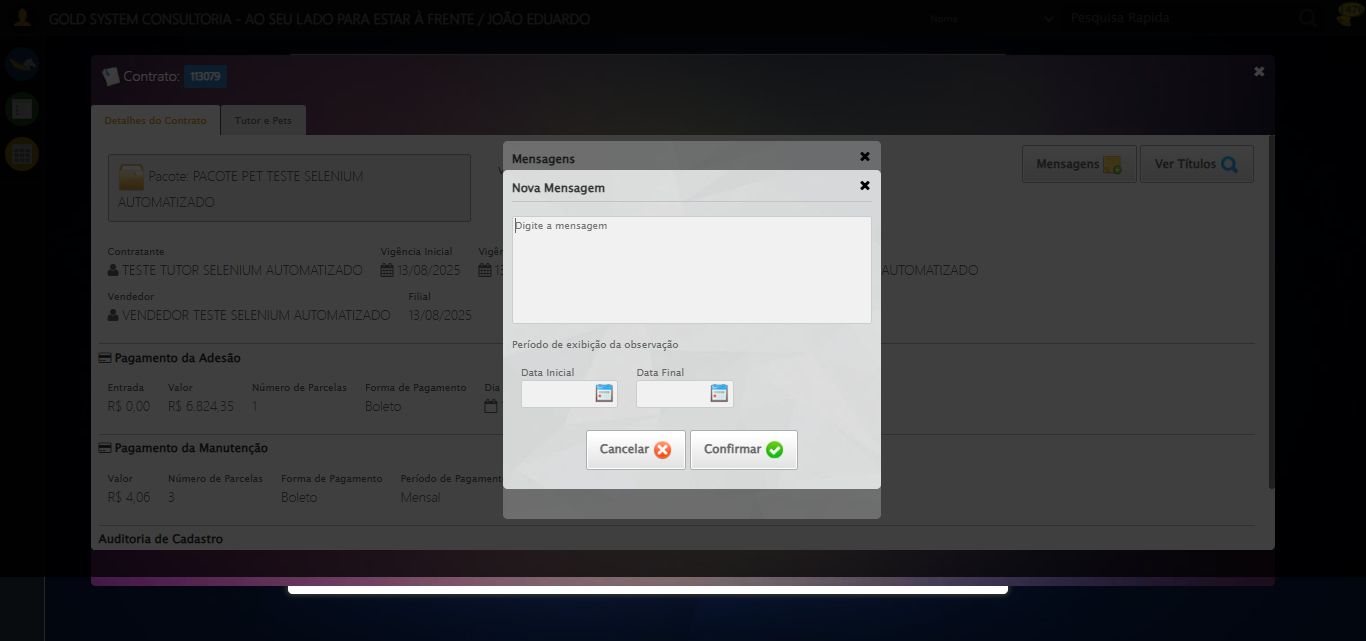 GOLD SYSTEM CONSULTORIA - AO SEU LADO PARA ESTAR À FRENTE / JOÃO EDUARDO
Nome
Pesquisa Rapida
Contrato: 113079
Detalhes do Contrato
Tutor e Pets
Pacote: PACOTE PET TESTE SELENIUM
AUTOMATIZADO
Mensagens
Ver Títulos
Contratante
Vigência Inicial
TESTE TUTOR SELENIUM AUTOMATIZADO
13/08/2025
AUTOMATIZADO
Vendedor
Filial
VENDEDOR TESTE SELENIUM AUTOMATIZADO
13/08/2025
Pagamento da Adesão
Entrada
Valor
Número de Parcelas
Forma de Pagamento
Dia
R$ 0,00
R$ 6.824,35
1
Boleto
Pagamento da Manutenção
Valor
Número de Parcelas
Forma de Pagamento
Período de Pagamento
R$ 4,06
3
Boleto
Mensal
Auditoria de Cadastro
Mensagens
Nova Mensagem
Digite a mensagem
Período de exibição da observação
Data Inicial
Data Final
Cancelar
Confirmar